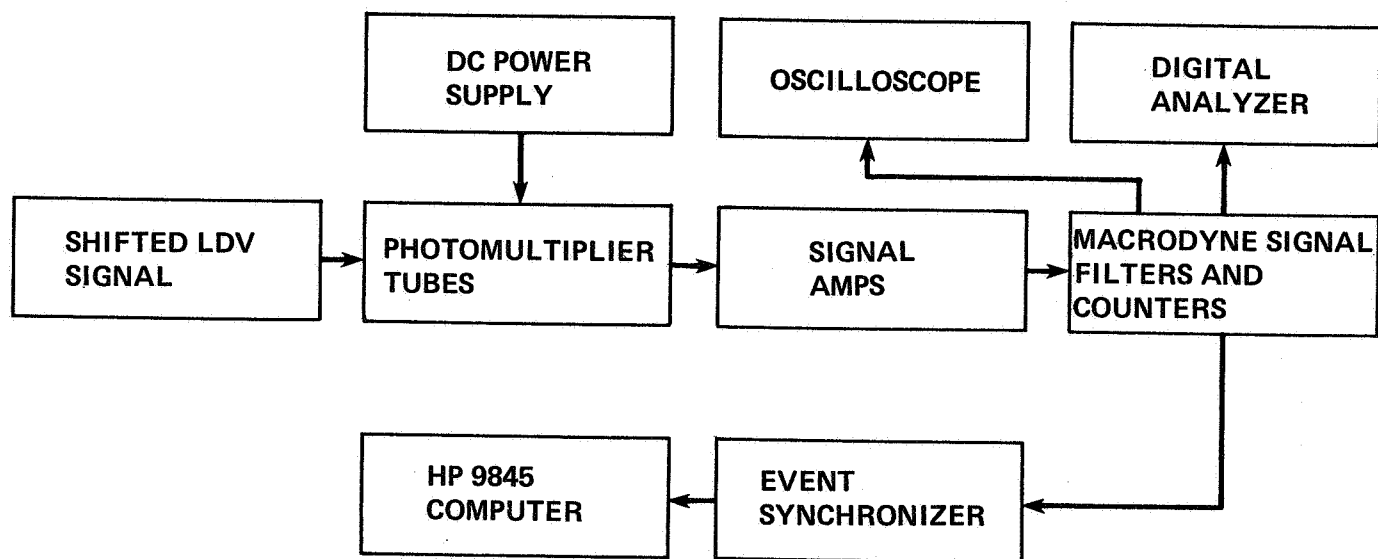 DC POWER
SUPPLY
OSCILLOSCOPE
DIGITAL
ANALYZER
SHIFTED LDV
SIGNAL
PHOTOMULTIPLIER
TUBES
SIGNAL
AMPS
MACRODYNE SIGNAL
FILTERS AND
COUNTERS
HP 9845
COMPUTER
EVENT
SYNCHRONIZER